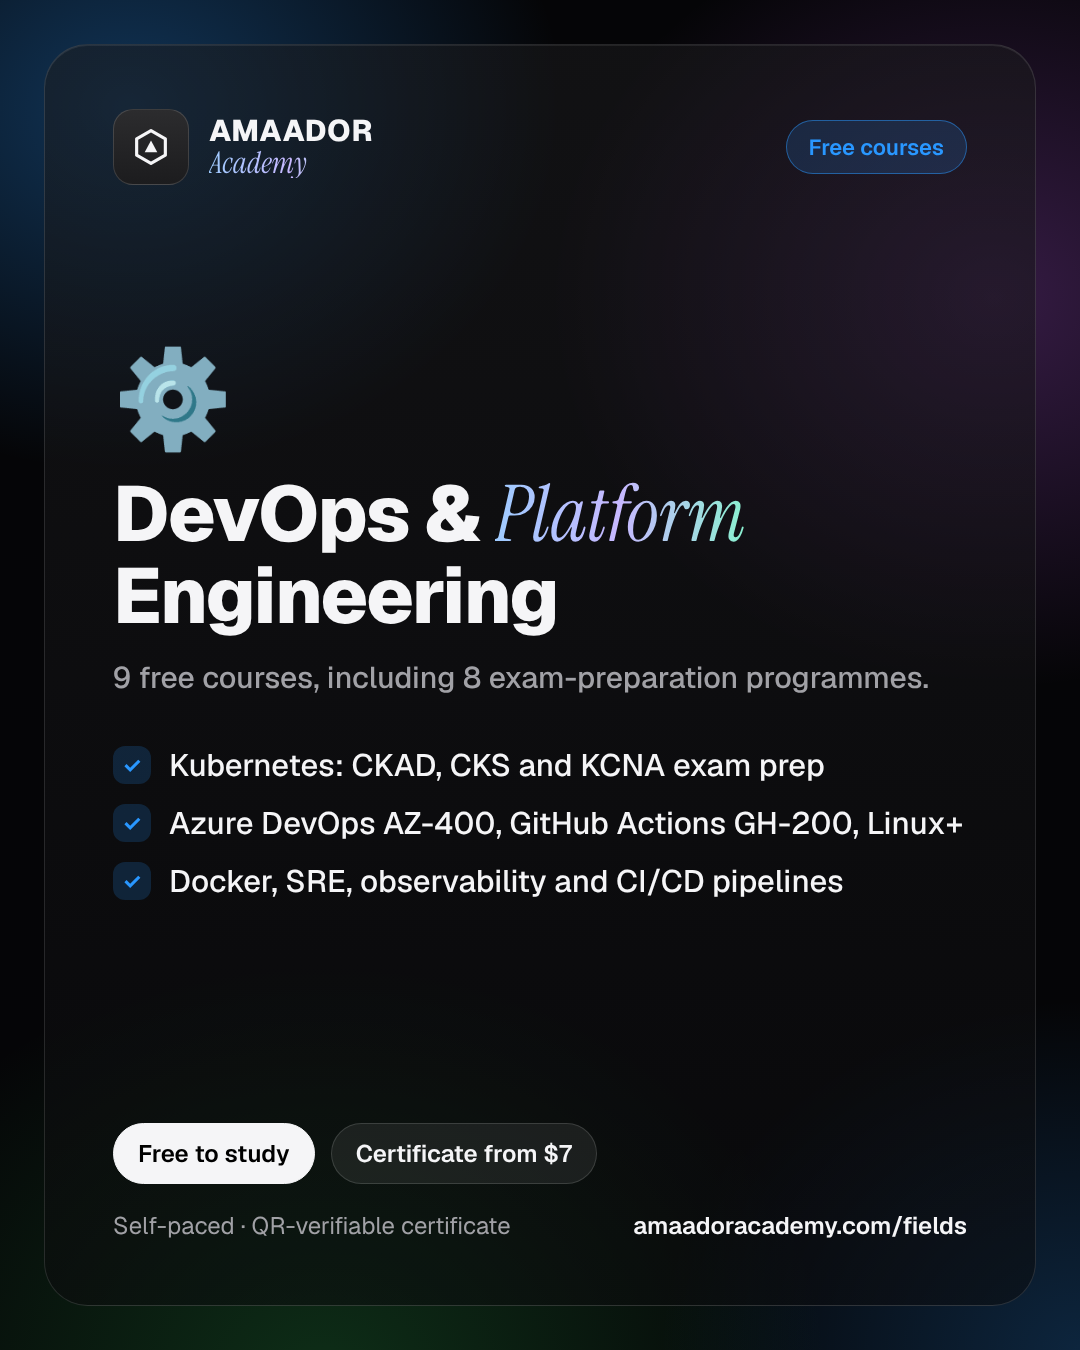 AMAADOR
Academy
Free courses
DevOps & Platform
Engineering
9 free courses, including 8 exam-preparation programmes.
Kubernetes: CKAD, CKS and KCNA exam prep
Azure DevOps AZ-400, GitHub Actions GH-200, Linux+
Docker, SRE, observability and CI/CD pipelines
Free to study
Certificate from $7
Self-paced · QR-verifiable certificate
amaadoracademy.com/fields